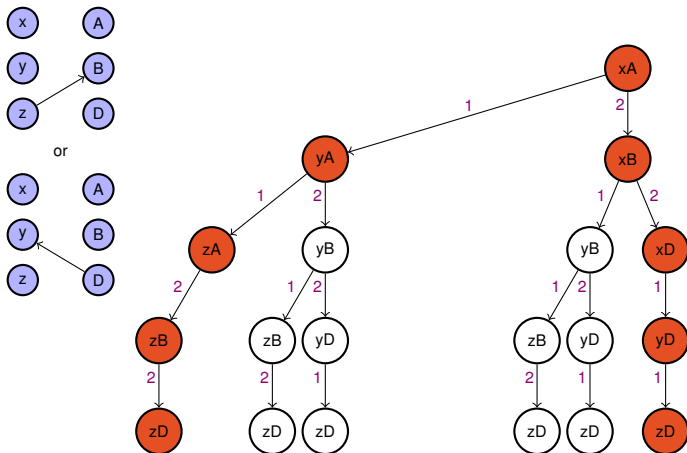 x A
y B
z D
or
x A
y B
z D
xA
1 2
yA xB
1 2 1 2
zA yB yB xD
2 1 2 1 2 1
zB zB yD zB yD yD
2 2 1 2 1 1
zD zD zD zD zD zD